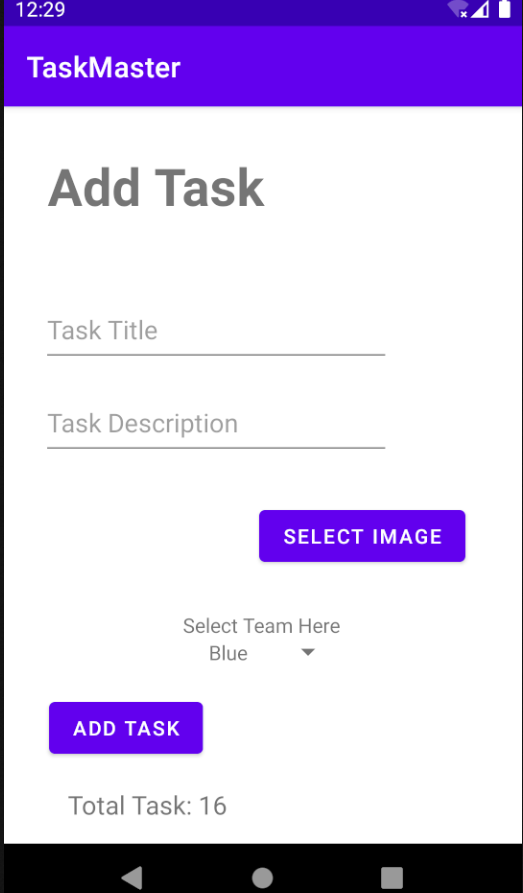 12:29
TaskMaster
Add Task
Task Title
Task Description
SELECT IMAGE
Select Team Here
Blue
ADD TASK
Total Task: 16